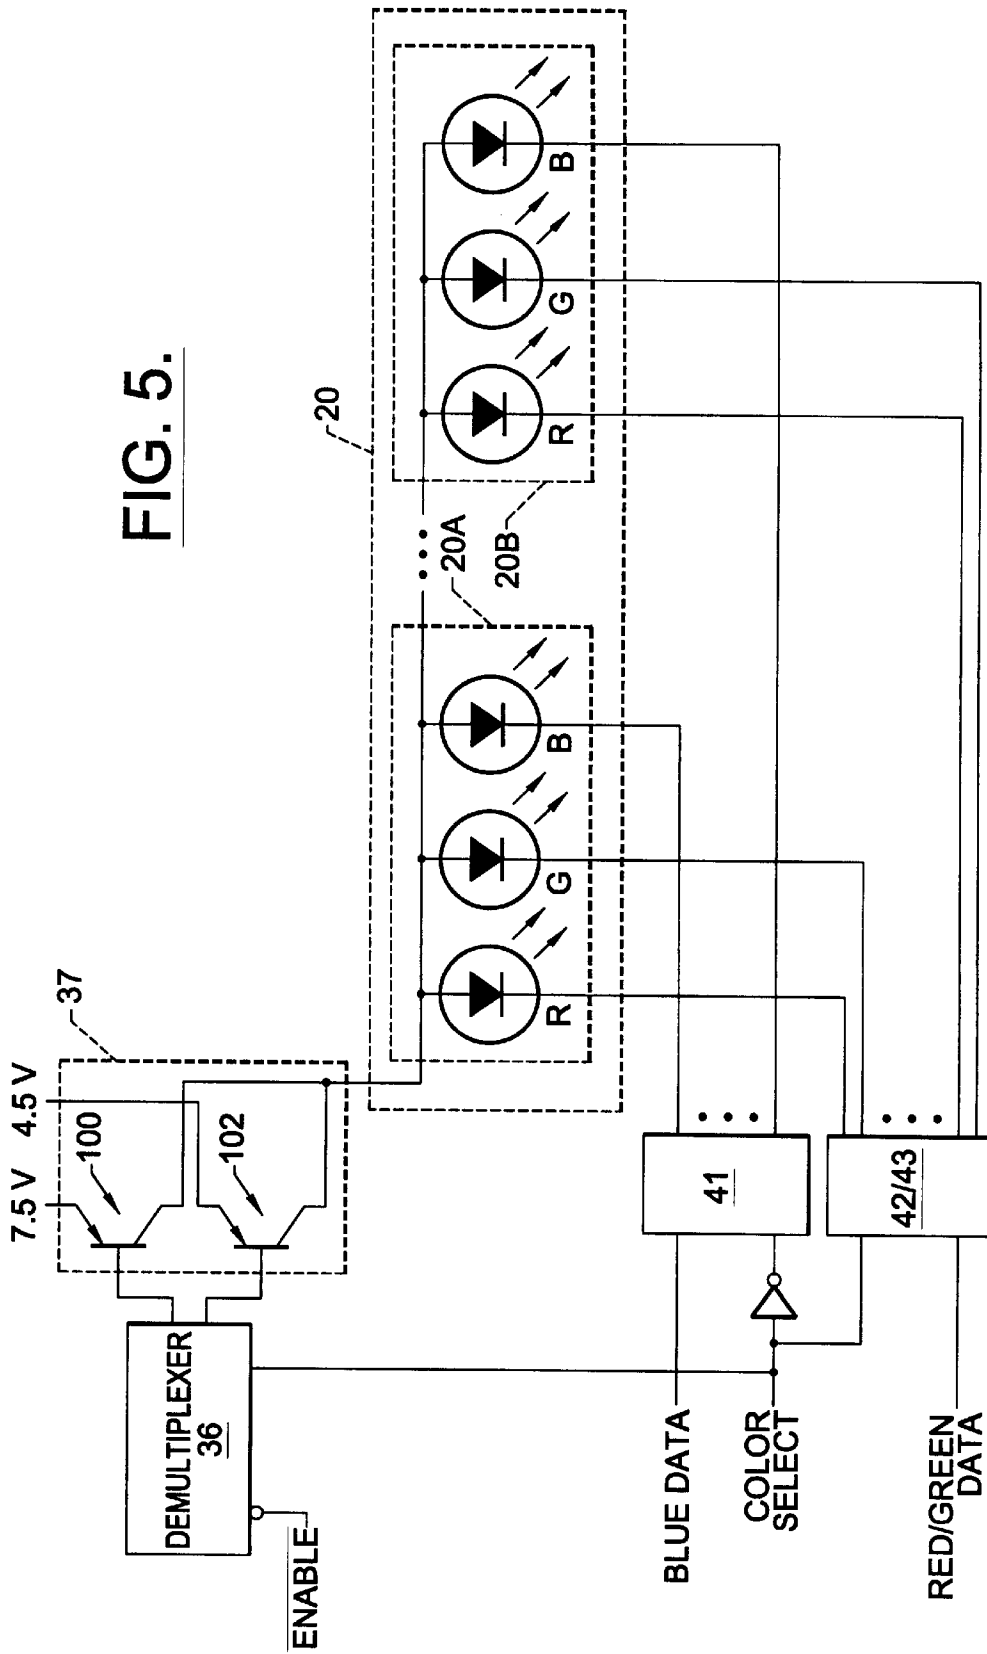 FIG. 5.
7.5 V
4.5 V
37
100
102
DEMULTIPLEXER
36
ENABLE
20
20A
20B
R
G
B
R
G
B
41
42/43
BLUE DATA
COLOR
SELECT
RED/GREEN
DATA